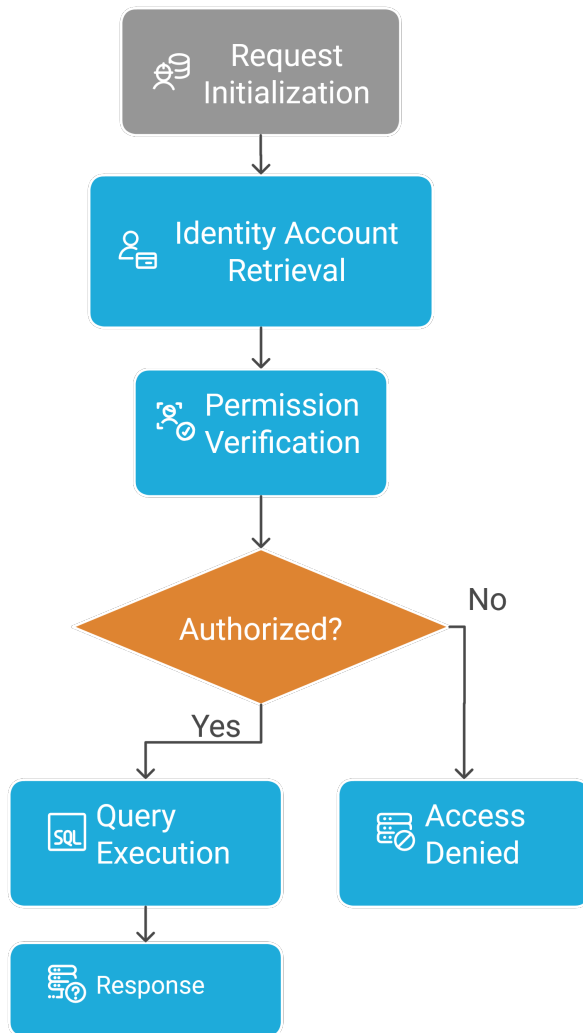 Request
Initialization
Identity Account
Retrieval
Permission
Verification
Authorized?
No
Yes
Query
Execution
SQL
Access
Denied
Response
?